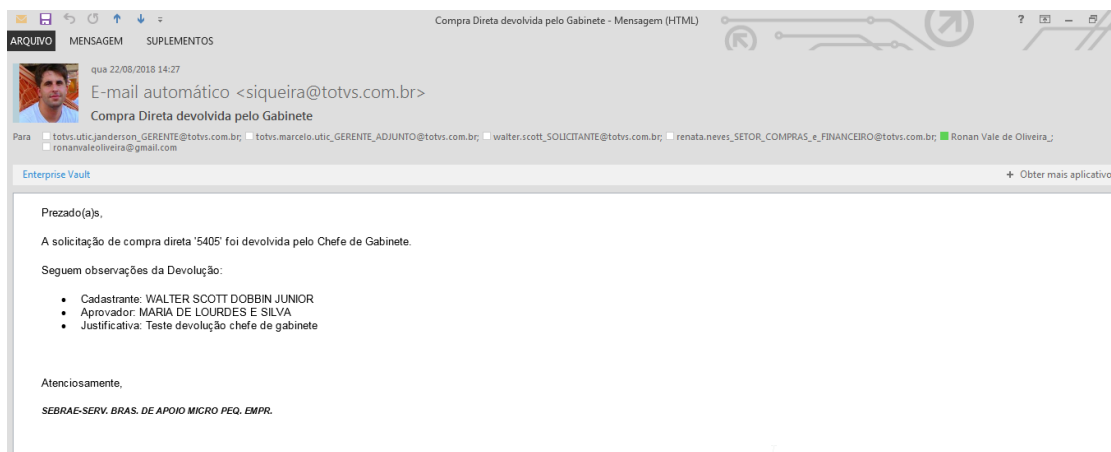 Compra Direta devolvida pelo Gabinete - Mensagem (HTML)
ARQUIVO MENSAGEM SUPLEMENTOS
qua 22/08/2018 14:27
E-mail automático <siqueira@totvs.com.br>
Compra Direta devolvida pelo Gabinete
Para totvs.utic.janderson_GERENTE@totvs.com.br; totvs.marcelo.utic_GERENTE_ADJUNTO@totvs.com.br; walter.scott_SOLICITANTE@totvs.com.br; renata.neves_SETOR_COMPRAS_e_FINANCEIRO@totvs.com.br; Ronan Vale de Oliveira_;
ronanvaleoliveira@gmail.com
Enterprise Vault + Obter mais aplicativo
Prezado(a)s,
A solicitação de compra direta '5405' foi devolvida pelo Chefe de Gabinete.
Seguem observações da Devolução:
• Cadastrante: WALTER SCOTT DOBBIN JUNIOR
• Aprovador: MARIA DE LOURDES E SILVA
• Justificativa: Teste devolução chefe de gabinete
Atenciosamente,
SEBRAE-SERV. BRAS. DE APOIO MICRO PEQ. EMPR.